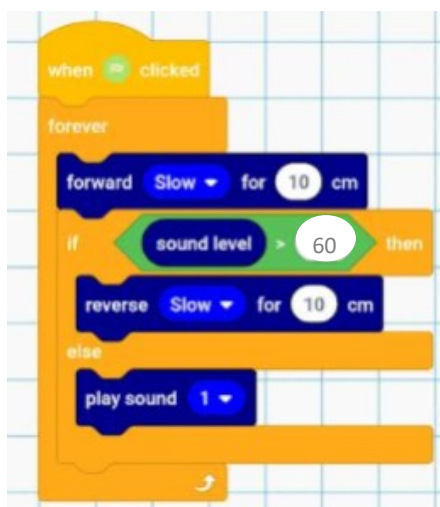 when clicked
forever
forward Slow for 10 cm
if sound level > 60 then
reverse Slow for 10 cm
else
play sound 1